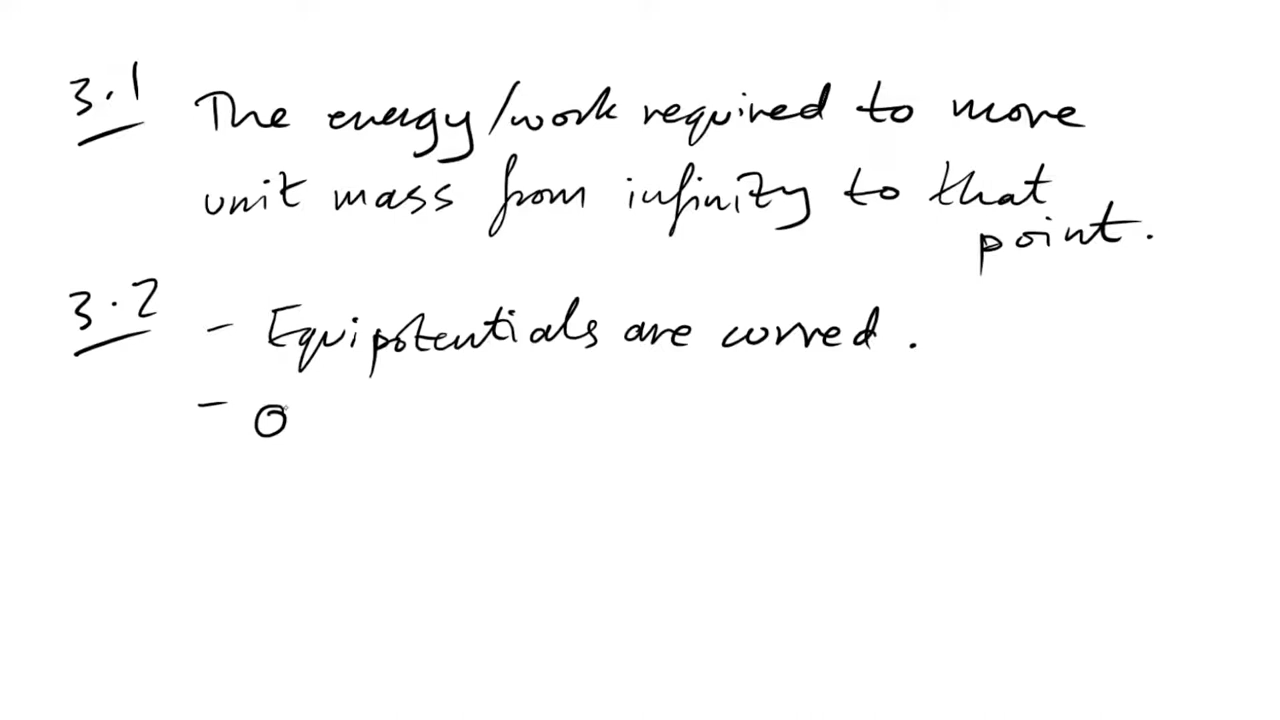 3.1 The energy/work required to move
unit mass from infinity to that
point.
3.2 - Equipotentials are curved.
- O